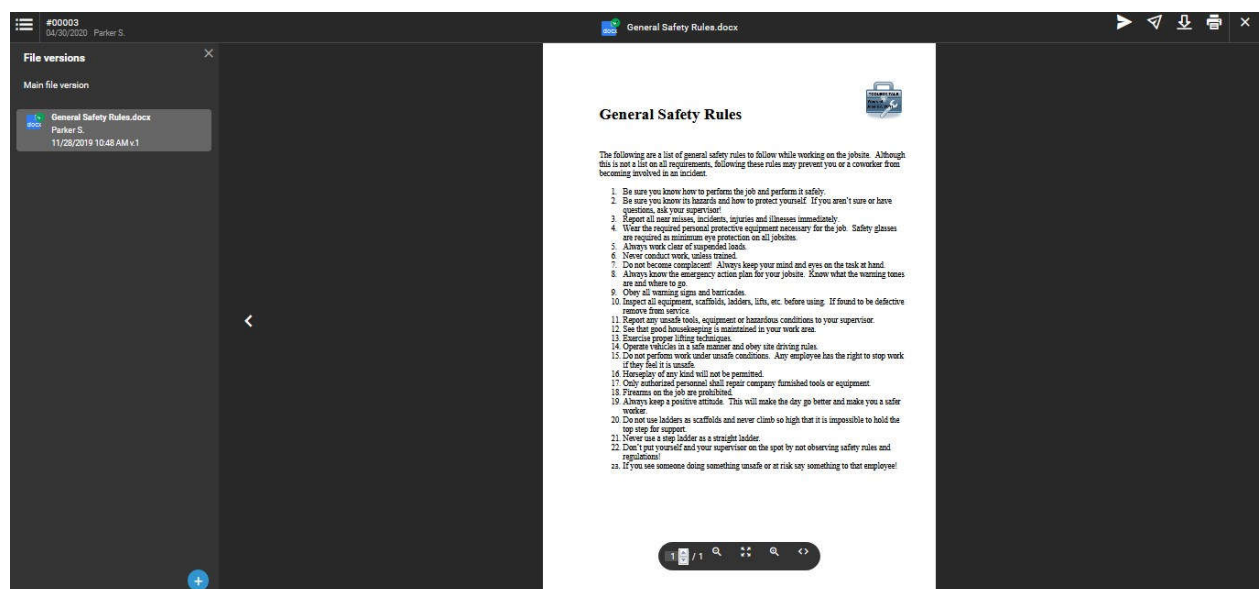 #00003
04/30/2020 Parker S.
docx
General Safety Rules.docx
File versions
Main file version
docx
General Safety Rules.docx
Parker S.
11/28/2019 10:48 AM v.1
General Safety Rules
The following are a list of general safety rules to follow while working on the jobsite. Although
this is not a list on all requirements, following these rules may prevent you or a coworker from
becoming involved in an incident.
1. Be sure you know how to perform the job and perform it safely.
2. Be sure you know its hazards and how to protect yourself. If you aren't sure or have
questions, ask your supervisor!
3. Report all near misses, incidents, injuries and illnesses immediately.
4. Wear the required personal protective equipment necessary for the job. Safety glasses
are required as minimum eye protection on all jobsites.
5. Always work clear of suspended loads.
6. Never conduct work, unless trained.
7. Do not become complacent! Always keep your mind and eyes on the task at hand.
8. Always know the emergency action plan for your jobsite. Know what the warning tones
are and where to go.
9. Obey all warning signs and barricades.
10. Inspect all equipment, scaffolds, ladders, lifts, etc. before using. If found to be defective
remove from service.
11. Report any unsafe tools, equipment or hazardous conditions to your supervisor.
12. See that good housekeeping is maintained in your work area.
13. Exercise proper lifting techniques.
14. Operate vehicles in a safe manner and obey site driving rules.
15. Do not perform work under unsafe conditions. Any employee has the right to stop work
if they feel it is unsafe.
16. Horseplay of any kind will not be permitted.
17. Only authorized personnel shall repair company furnished tools or equipment.
18. Firearms on the job are prohibited.
19. Always keep a positive attitude. This will make the day go better and make you a safer
worker.
20. Do not use ladders as scaffolds and never climb so high that it is impossible to hold the
top step for support.
21. Never use a step ladder as a straight ladder.
22. Don't put yourself and your supervisor on the spot by not observing safety rules and
regulations!
23. If you see someone doing something unsafe or at risk say something to that employee!
1 / 1